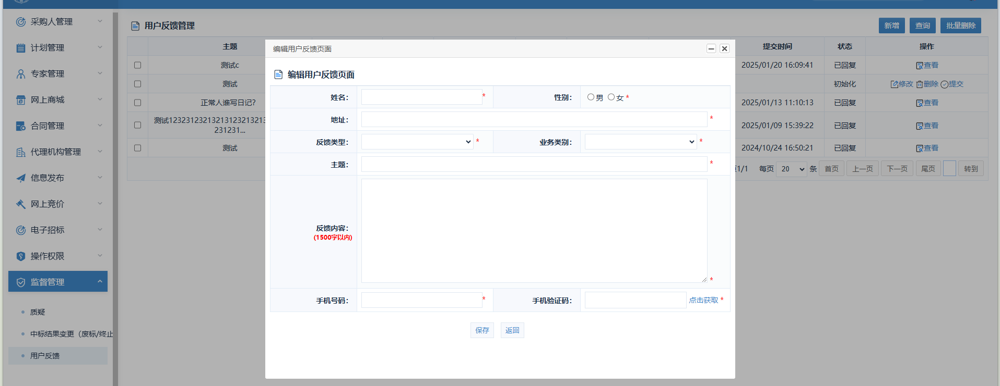 采购人管理
计划管理
专家管理
网上商城
合同管理
代理机构管理
信息发布
网上竞价
电子招标
操作权限
监督管理
质疑
中标结果变更（废标/终止
用户反馈
用户反馈管理
新增 查询 批量删除
主题 提交时间 状态 操作
测试c 2025/01/20 16:09:41 已回复 查看
测试 初始化 修改 删除 提交
正常人谁写日记? 2025/01/13 11:10:13 已回复 查看
测试12323123213213123213213
231231... 2025/01/09 15:39:22 已回复 查看
测试 2024/10/24 16:50:21 已回复 查看
1/1 每页 20 条 首页 上一页 下一页 尾页 转到
编辑用户反馈页面
编辑用户反馈页面
姓名: * 性别: 男 女 *
地址: *
反馈类型: * 业务类别: *
主题: *
反馈内容:
(1500字以内) *
手机号码: * 手机验证码: 点击获取 *
保存 返回